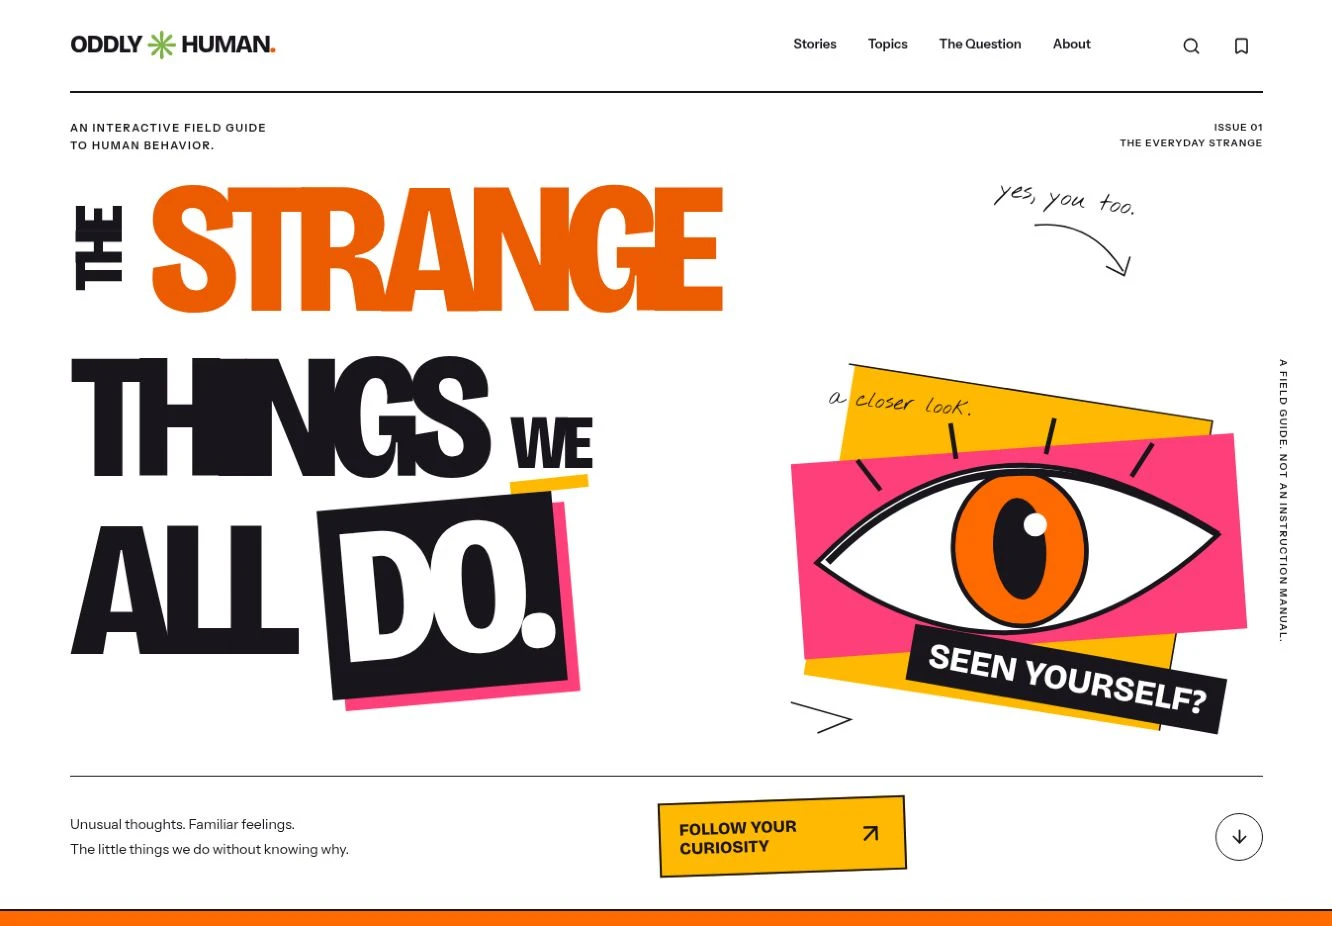 ODDLY HUMAN.
Stories Topics The Question About
AN INTERACTIVE FIELD GUIDE
TO HUMAN BEHAVIOR.
ISSUE 01
THE EVERYDAY STRANGE
THE STRANGE
THINGS WE
ALL DO.
yes, you too.
a closer look.
SEEN YOURSELF?
A FIELD GUIDE. NOT AN INSTRUCTION MANUAL.
Unusual thoughts. Familiar feelings.
The little things we do without knowing why.
FOLLOW YOUR
CURIOSITY